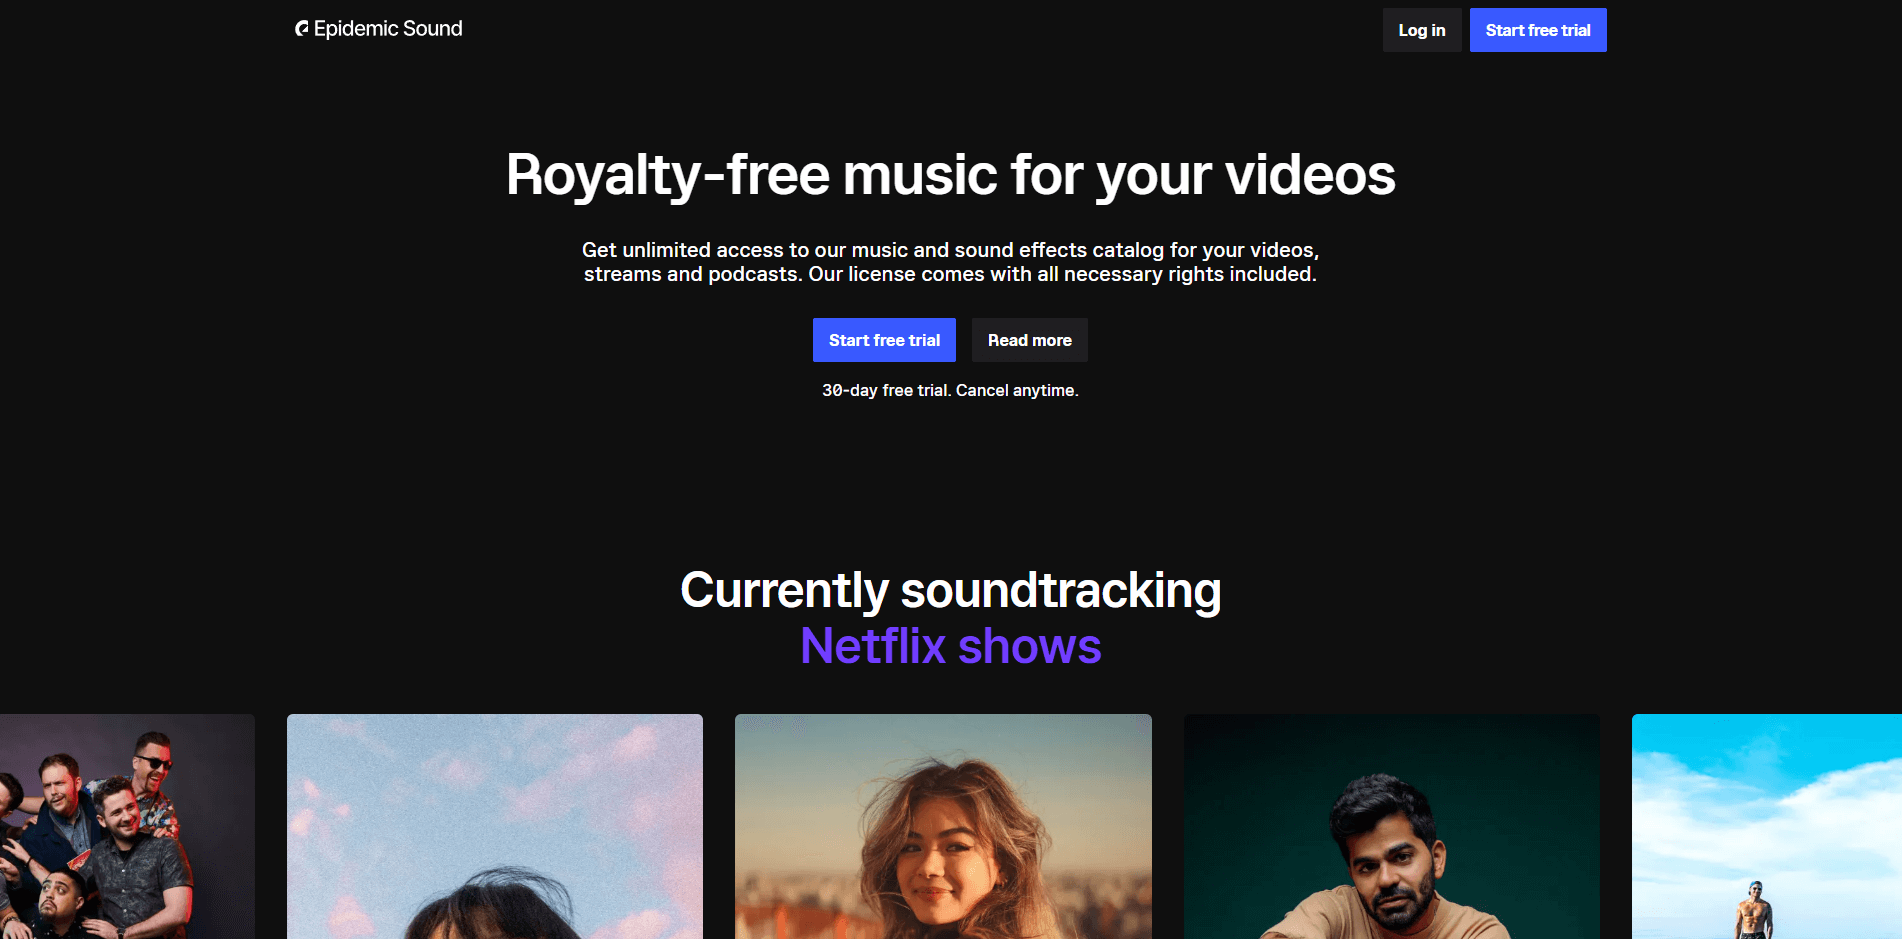 Epidemic Sound
Log in
Start free trial
Royalty-free music for your videos
Get unlimited access to our music and sound effects catalog for your videos,
streams and podcasts. Our license comes with all necessary rights included.
Start free trial
Read more
30-day free trial. Cancel anytime.
Currently soundtracking
Netflix shows